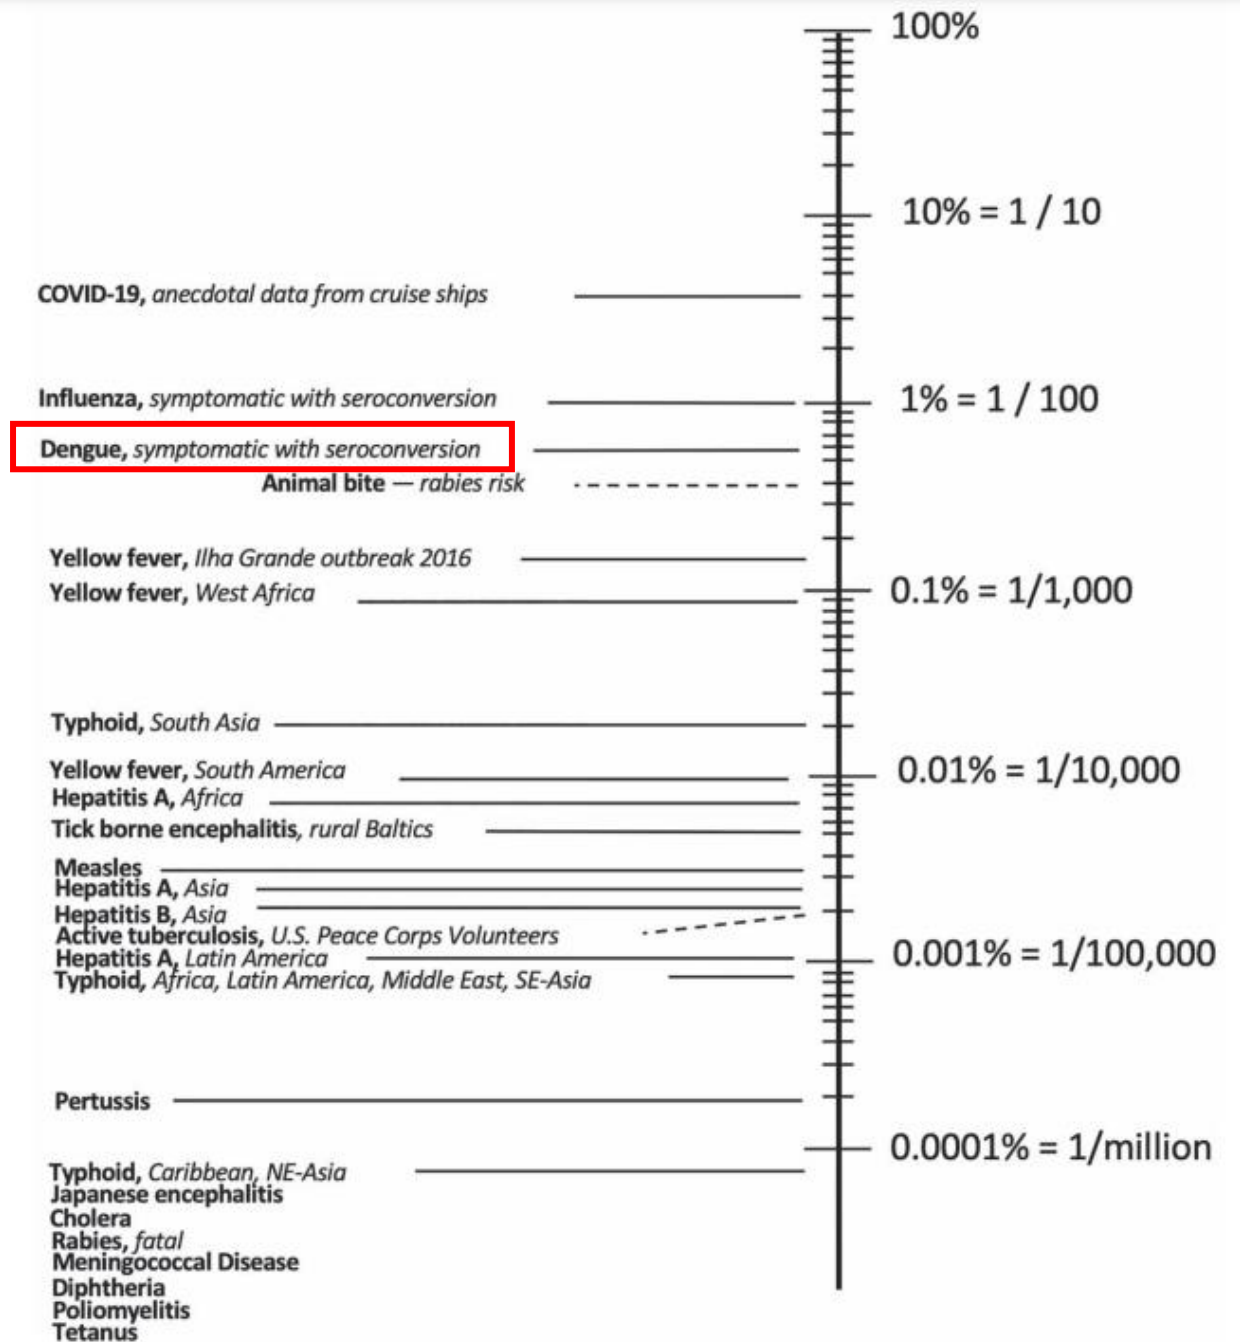 100%
10% = 1 / 10
COVID-19, anecdotal data from cruise ships
Influenza, symptomatic with seroconversion
1% = 1 / 100
Dengue, symptomatic with seroconversion
Animal bite — rabies risk
Yellow fever, Ilha Grande outbreak 2016
Yellow fever, West Africa
0.1% = 1/1,000
Typhoid, South Asia
Yellow fever, South America
0.01% = 1/10,000
Hepatitis A, Africa
Tick borne encephalitis, rural Baltics
Measles
Hepatitis A, Asia
Hepatitis B, Asia
Active tuberculosis, U.S. Peace Corps Volunteers
Hepatitis A, Latin America
0.001% = 1/100,000
Typhoid, Africa, Latin America, Middle East, SE-Asia
Pertussis
0.0001% = 1/million
Typhoid, Caribbean, NE-Asia
Japanese encephalitis
Cholera
Rabies, fatal
Meningococcal Disease
Diphtheria
Poliomyelitis
Tetanus